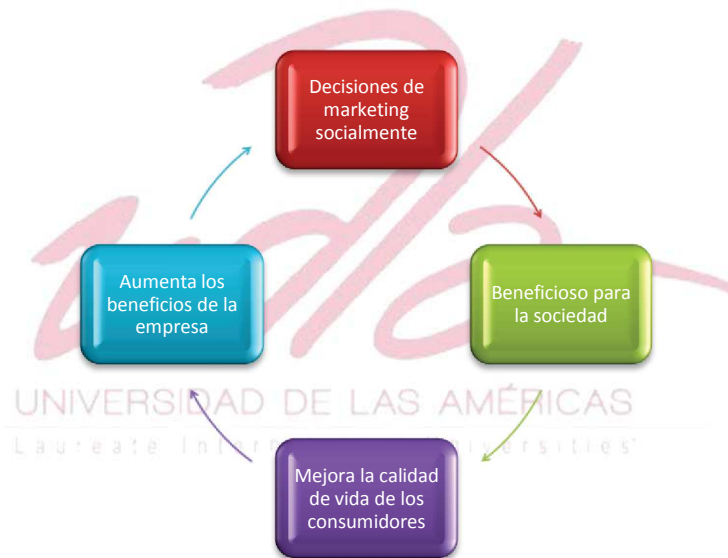 Decisiones de
marketing
socialmente
Aumenta los
beneficios de la
empresa
Beneficioso para
la sociedad
UNIVERSIDAD DE LAS AMÉRICAS
Laureate
Mejora la calidad
de vida de los
consumidores